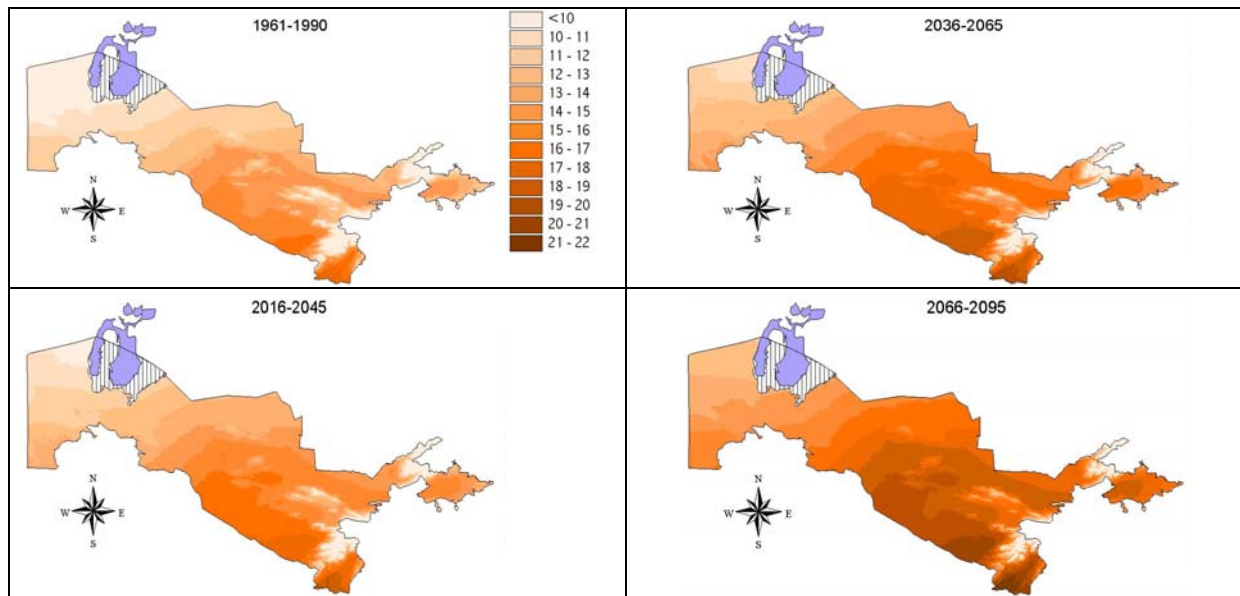 1961-1990
<10
10 - 11
11 - 12
12 - 13
13 - 14
14 - 15
15 - 16
16 - 17
17 - 18
18 - 19
19 - 20
20 - 21
21 - 22
N
W E
S
2036-2065
N
W E
S
2016-2045
N
W E
S
2066-2095
N
W E
S